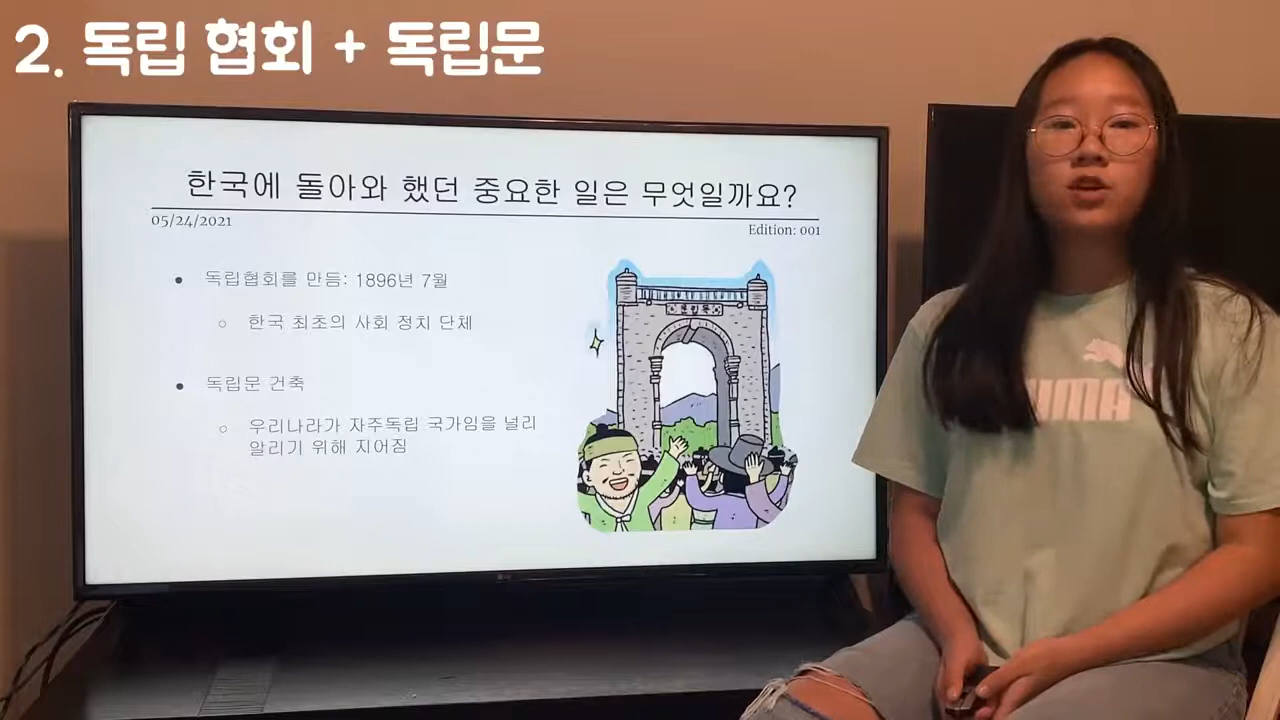 2. 독립 협회 + 독립문
한국에 돌아와 했던 중요한 일은 무엇일까요?
05/24/2021
Edition: 001
독립협회를 만듬: 1896년 7월
한국 최초의 사회 정치 단체
독립문 건축
우리나라가 자주독립 국가임을 널리
알리기 위해 지어짐
PUMA
LG